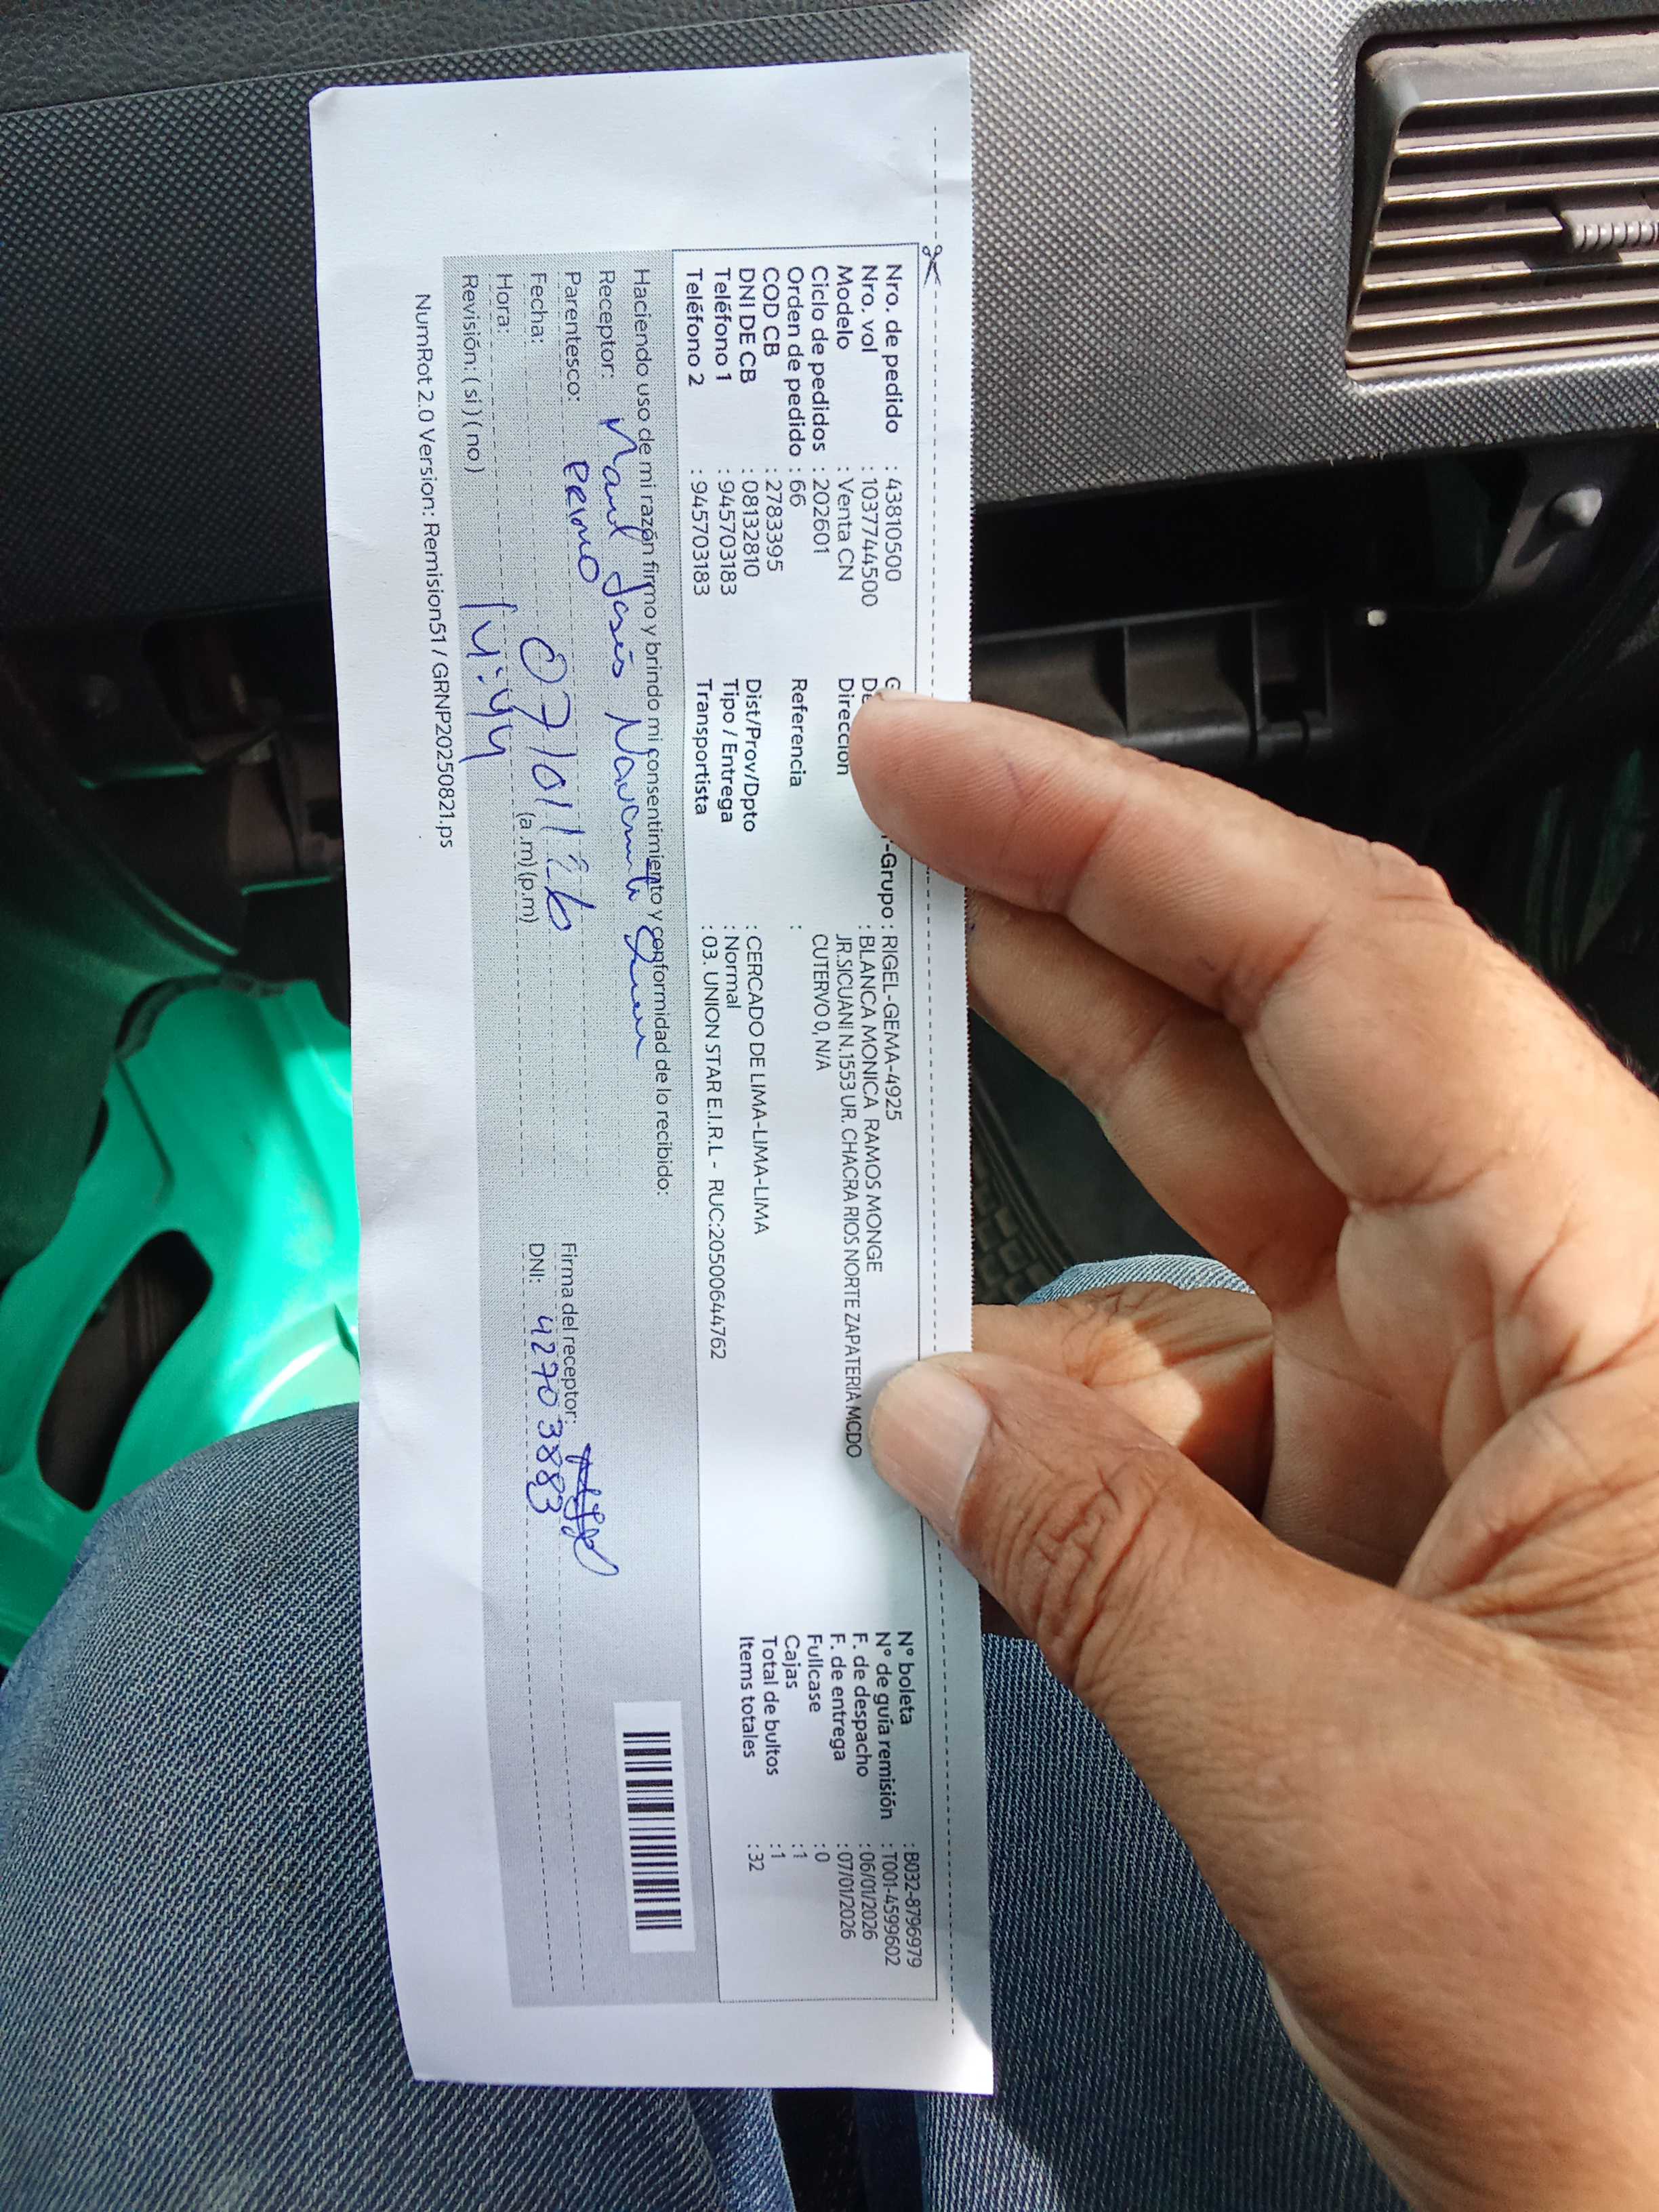 Nro. de pedido : 43810500
Nro. vol : 1037744500
Modelo : Venta CN
Ciclo de pedidos : 202601
Orden de pedido : 66
COD CB : 2783395
DNI DE CB : 08132810
Teléfono 1 : 945703183
Teléfono 2 : 945703183
-Grupo : RIGEL-GEMA-4925
: BLANCA MONICA RAMOS MONGE
Dirección JR.SICUANI N.1553 UR. CHACRA RIOS NORTE ZAPATERIA MCDO
CUTERVO 0, N/A
Referencia :
Dist/Prov/Dpto : CERCADO DE LIMA-LIMA-LIMA
Tipo / Entrega : Normal
Transportista : 03. UNION STAR E.I.R.L - RUC:20500644762
N° boleta : B032-8796979
N° de guía remisión : T001-4599602
F. de despacho : 06/01/2026
F. de entrega : 07/01/2026
Fullcase : 0
Cajas : 1
Total de bultos : 1
Items totales : 32
Haciendo uso de mi razón firmo y brindo mi consentimiento y conformidad de lo recibido:
Receptor: Jesús
Parentesco: PRIMO
Fecha: 07/01/26
Hora: 14:44 (a.m) (p.m)
Revisión: ( si ) ( no )
Firma del receptor:
DNI: 42703883
NumRot 2.0 Version: Remision51 / GRNP20250821.ps